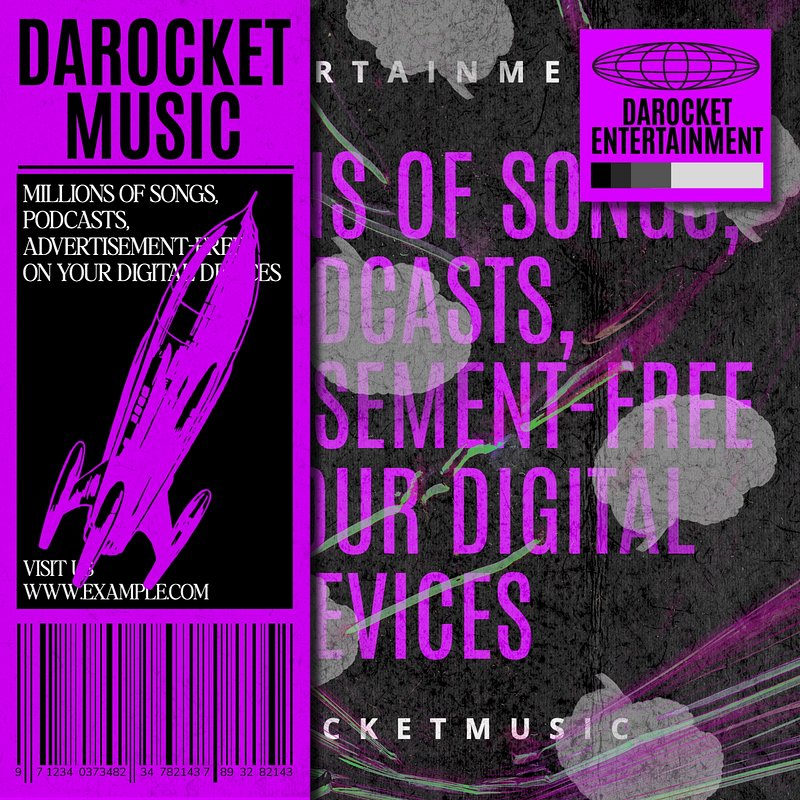 DAROCKET
MUSIC
MILLIONS OF SONGS,
PODCASTS,
ADVERTISEMENT-FREE
ON YOUR DIGITAL DEVICES
VISIT US
WWW.EXAMPLE.COM
9 7 1234 0373482 34 782143 7 89 32 82143
RTAINME
NS OF SONGS,
DCASTS,
SEMENT-FREE
OUR DIGITAL
EVICES
CKETMUSIC
DAROCKET
ENTERTAINMENT